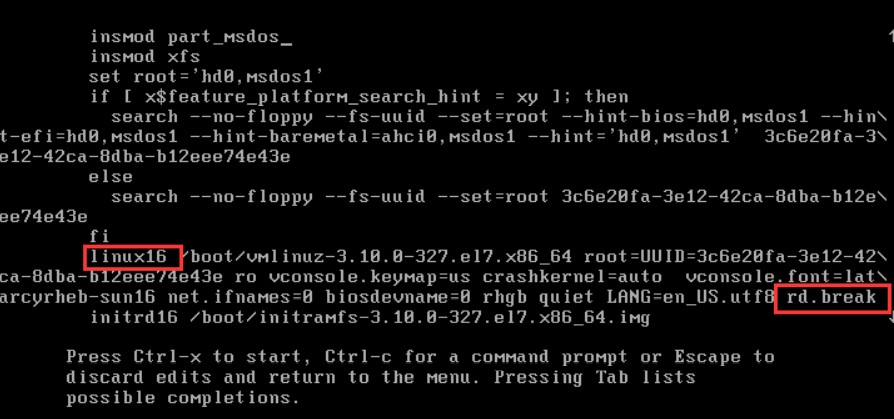 insmod part_msdos_
insmod xfs
set root='hd0,msdos1'
if [ x$feature_platform_search_hint = xy ]; then
search --no-floppy --fs-uuid --set=root --hint-bios=hd0,msdos1 --hin\
t-efi=hd0,msdos1 --hint-baremetal=ahci0,msdos1 --hint='hd0,msdos1'  3c6e20fa-3\
e12-42ca-8dba-b12eee74e43e
else
search --no-floppy --fs-uuid --set=root 3c6e20fa-3e12-42ca-8dba-b12e\
ee74e43e
fi
linux16 /boot/vmlinuz-3.10.0-327.el7.x86_64 root=UUID=3c6e20fa-3e12-42\
ca-8dba-b12eee74e43e ro vconsole.keymap=us crashkernel=auto  vconsole.font=lat\
arcyrheb-sun16 net.ifnames=0 biosdevname=0 rhgb quiet LANG=en_US.utf8 rd.break
initrd16 /boot/initramfs-3.10.0-327.el7.x86_64.img
Press Ctrl-x to start, Ctrl-c for a command prompt or Escape to
discard edits and return to the menu. Pressing Tab lists
possible completions.